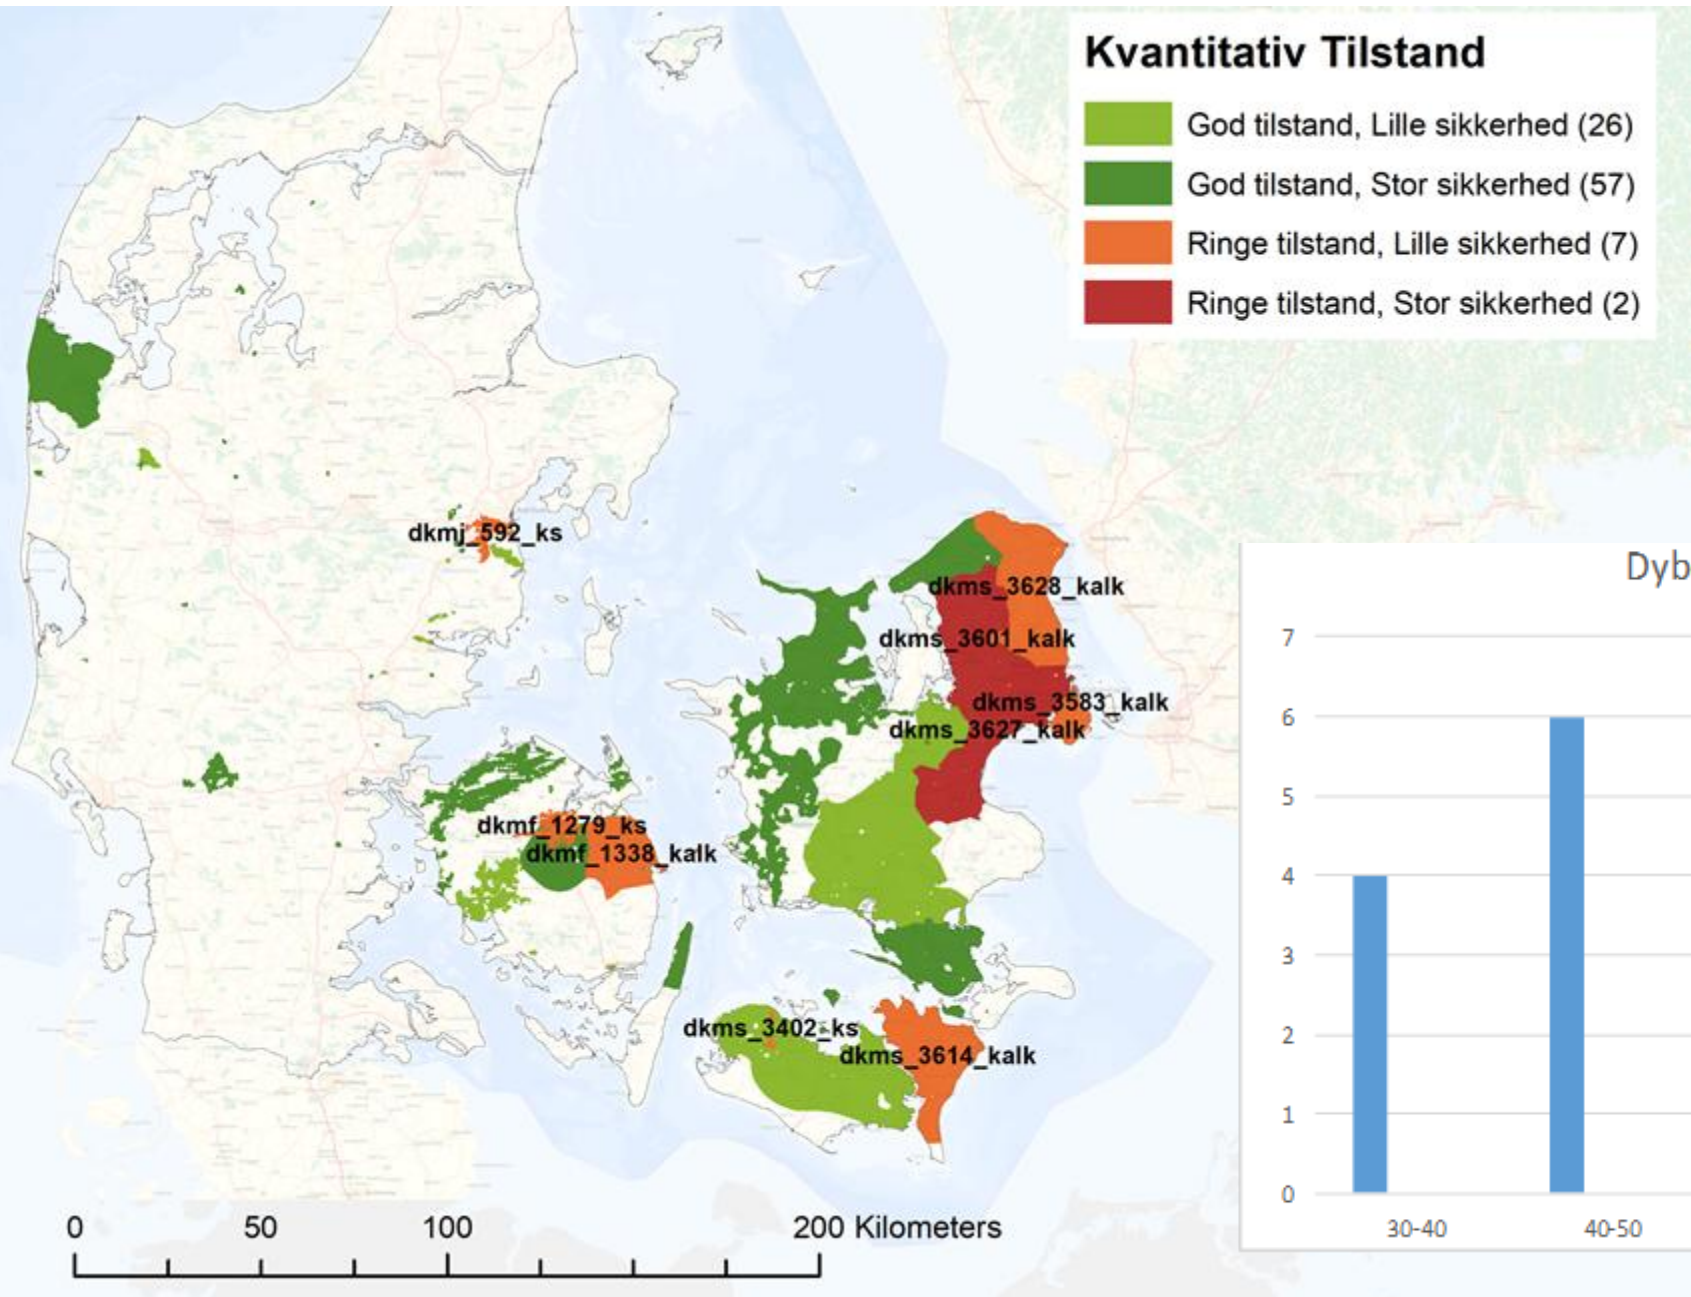 Kvantitativ Tilstand
God tilstand, Lille sikkerhed (26)
God tilstand, Stor sikkerhed (57)
Ringe tilstand, Lille sikkerhed (7)
Ringe tilstand, Stor sikkerhed (2)
dkmj_592_ks
dkms_3628_kalk
dkms_3601_kalk
dkms_3583_kalk
dkms_3627_kalk
dkmf_1279_ks
dkmf_1338_kalk
dkms_3402_ks
dkms_3614_kalk
0 50 100 200 Kilometers
Dyb
7
6
5
4
3
2
1
0
30-40 40-50